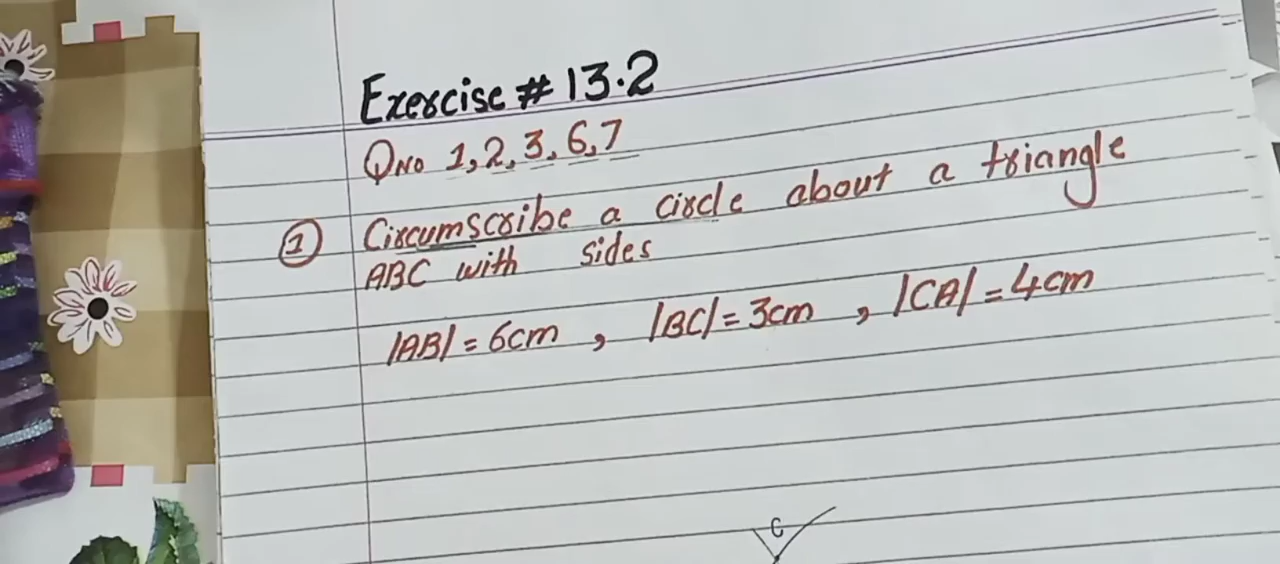 Exercise # 13.2
QNO 1,2,3,6,7
① Circumscribe a circle about a triangle
ABC with sides
|AB| = 6cm , |BC| = 3cm , |CA| = 4cm
C